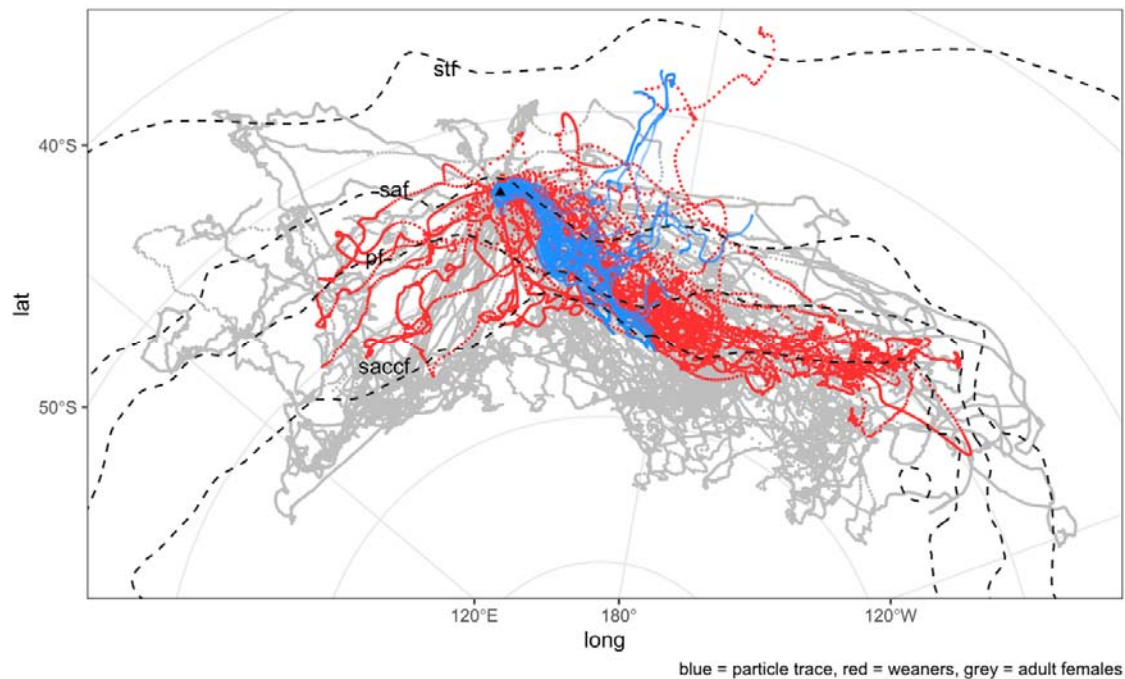 stf
40°S
saf
pf
saccf
50°S
lat
120°E 180° 120°W
long
blue = particle trace, red = weaners, grey = adult females